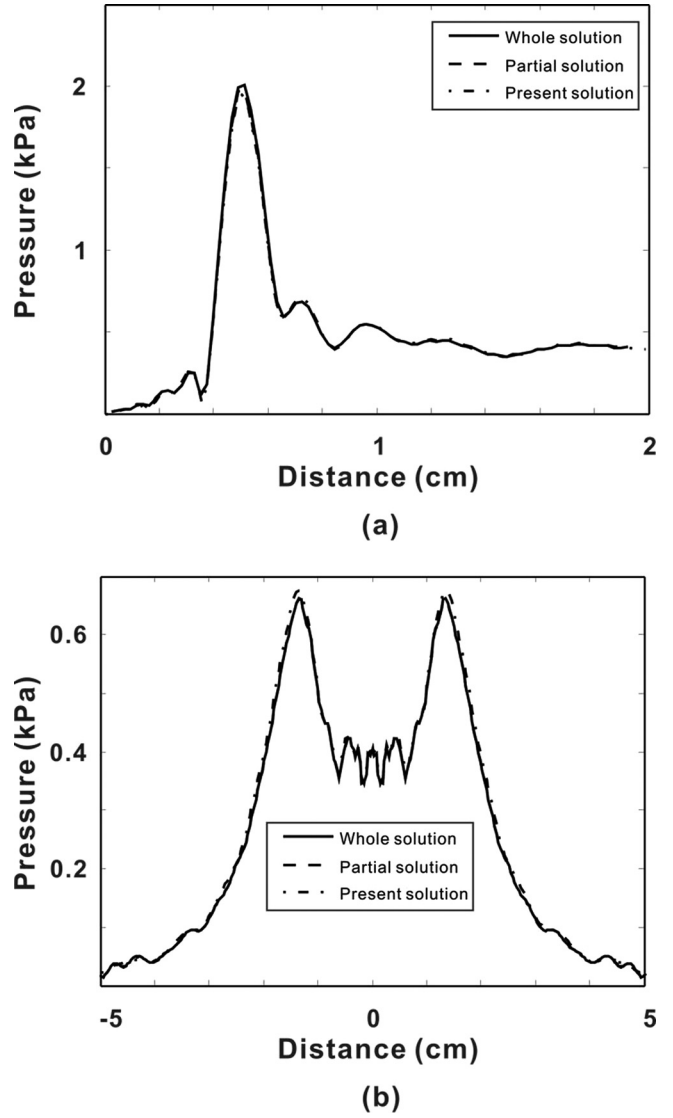 Whole solution
Partial solution
Present solution
2
1
Pressure (kPa)
0 1 2
Distance (cm)
(a)
0.6
0.4
0.2
Pressure (kPa)
Whole solution
Partial solution
Present solution
-5 0 5
Distance (cm)
(b)